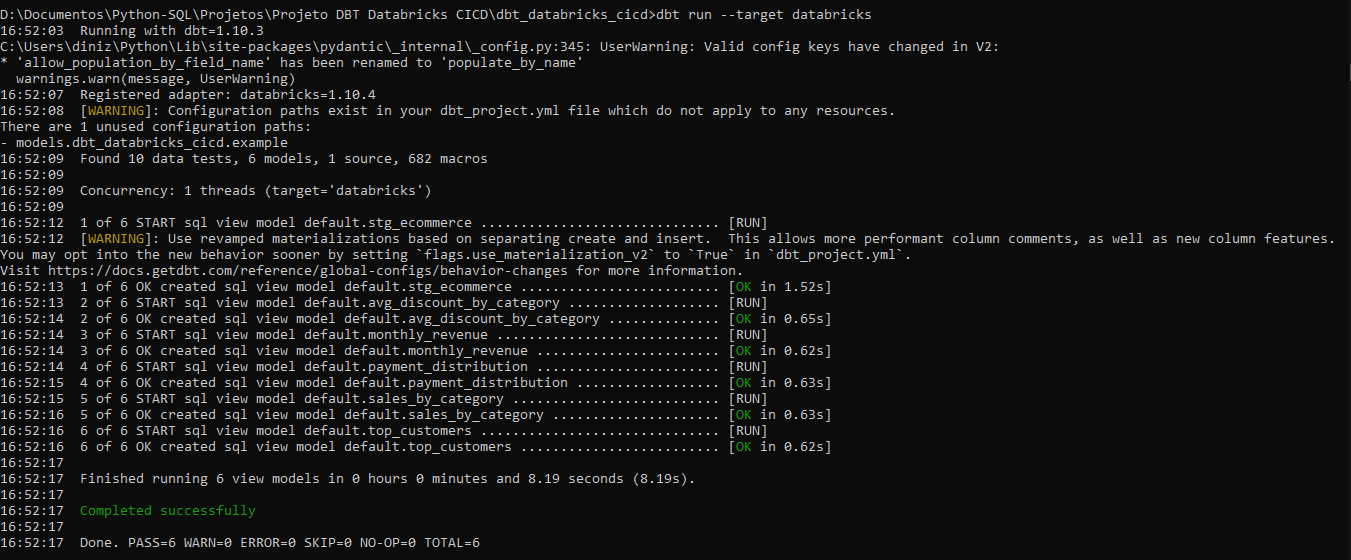 D:\Documentos\Python-SQL\Projetos\Projeto DBT Databricks CICD\dbt_databricks_cicd>dbt run --target databricks
16:52:03  Running with dbt=1.10.3
C:\Users\diniz\Python\Lib\site-packages\pydantic\_internal\_config.py:345: UserWarning: Valid config keys have changed in V2:
* 'allow_population_by_field_name' has been renamed to 'populate_by_name'
  warnings.warn(message, UserWarning)
16:52:07  Registered adapter: databricks=1.10.4
16:52:08  [WARNING]: Configuration paths exist in your dbt_project.yml file which do not apply to any resources.
There are 1 unused configuration paths:
- models.dbt_databricks_cicd.example
16:52:09  Found 10 data tests, 6 models, 1 source, 682 macros
16:52:09
16:52:09  Concurrency: 1 threads (target='databricks')
16:52:09
16:52:12  1 of 6 START sql view model default.stg_ecommerce .............................. [RUN]
16:52:12  [WARNING]: Use revamped materializations based on separating create and insert.  This allows more performant column comments, as well as new column features.
You may opt into the new behavior sooner by setting `flags.use_materialization_v2` to `True` in `dbt_project.yml`.
Visit https://docs.getdbt.com/reference/global-configs/behavior-changes for more information.
16:52:13  1 of 6 OK created sql view model default.stg_ecommerce ......................... [OK in 1.52s]
16:52:13  2 of 6 START sql view model default.avg_discount_by_category ................... [RUN]
16:52:14  2 of 6 OK created sql view model default.avg_discount_by_category .............. [OK in 0.65s]
16:52:14  3 of 6 START sql view model default.monthly_revenue ............................ [RUN]
16:52:14  3 of 6 OK created sql view model default.monthly_revenue ....................... [OK in 0.62s]
16:52:14  4 of 6 START sql view model default.payment_distribution ....................... [RUN]
16:52:15  4 of 6 OK created sql view model default.payment_distribution .................. [OK in 0.63s]
16:52:15  5 of 6 START sql view model default.sales_by_category .......................... [RUN]
16:52:16  5 of 6 OK created sql view model default.sales_by_category ..................... [OK in 0.63s]
16:52:16  6 of 6 START sql view model default.top_customers .............................. [RUN]
16:52:16  6 of 6 OK created sql view model default.top_customers ......................... [OK in 0.62s]
16:52:17
16:52:17  Finished running 6 view models in 0 hours 0 minutes and 8.19 seconds (8.19s).
16:52:17
16:52:17  Completed successfully
16:52:17
16:52:17  Done. PASS=6 WARN=0 ERROR=0 SKIP=0 NO-OP=0 TOTAL=6